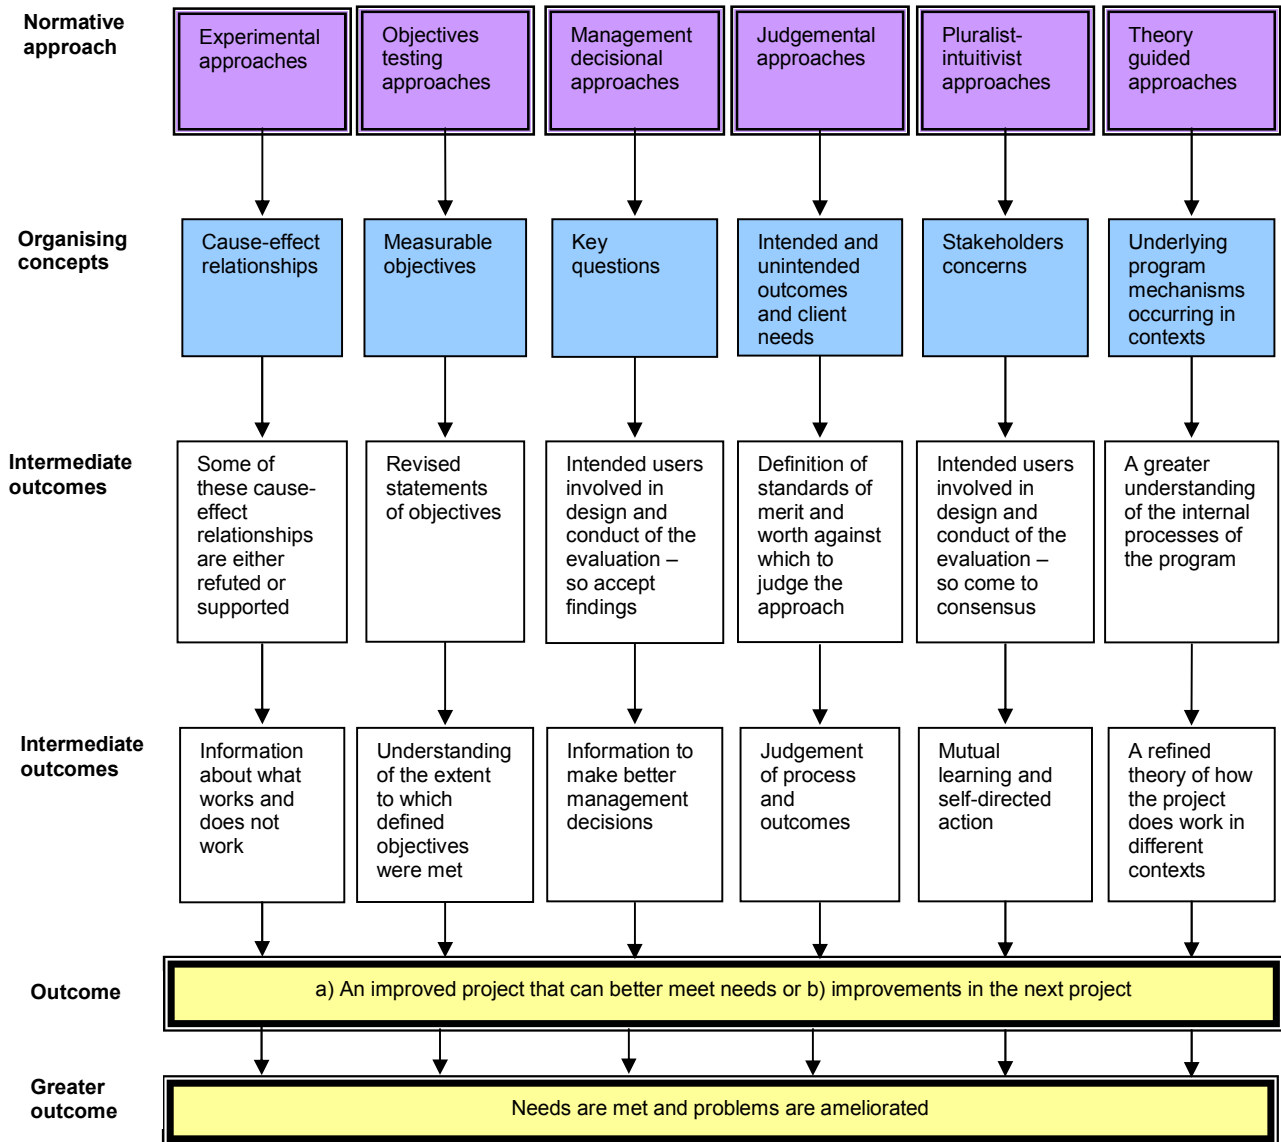 Normative
approach
Experimental
approaches
Objectives
testing
approaches
Management
decisional
approaches
Judgemental
approaches
Pluralist-
intuitivist
approaches
Theory
guided
approaches
Organising
concepts
Cause-effect
relationships
Measurable
objectives
Key
questions
Intended and
unintended
outcomes
and client
needs
Stakeholders
concerns
Underlying
program
mechanisms
occurring in
contexts
Intermediate
outcomes
Some of
these cause-
effect
relationships
are either
refuted or
supported
Revised
statements
of objectives
Intended users
involved in
design and
conduct of the
evaluation –
so accept
findings
Definition of
standards of
merit and
worth against
which to
judge the
approach
Intended users
involved in
design and
conduct of the
evaluation –
so come to
consensus
A greater
understanding
of the internal
processes of
the program
Intermediate
outcomes
Information
about what
works and
does not
work
Understanding
of the extent
to which
defined
objectives
were met
Information to
make better
management
decisions
Judgement
of process
and
outcomes
Mutual
learning and
self-directed
action
A refined
theory of how
the project
does work in
different
contexts
Outcome
a) An improved project that can better meet needs or b) improvements in the next project
Greater
outcome
Needs are met and problems are ameliorated